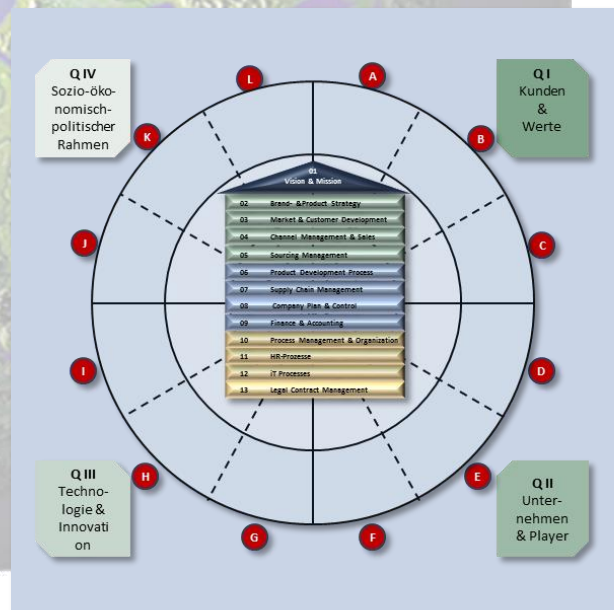 Q IV
Sozio-öko-
nomisch-
politischer
Rahmen
L
A
Q I
Kunden
&
Werte
K
B
01
Vision & Mission
02 Brand- &Product Strategy
03 Market & Customer Development
04 Channel Management & Sales
05 Sourcing Management
06 Product Development Process
07 Supply Chain Management
08 Company Plan & Control
09 Finance & Accounting
10 Process Management & Organization
11 HR-Prozesse
12 iT Processes
13 Legal Contract Management
J
C
I
D
Q III
Techno-
logie &
Innovati
on
H
E
Q II
Unter-
nehmen
& Player
G
F